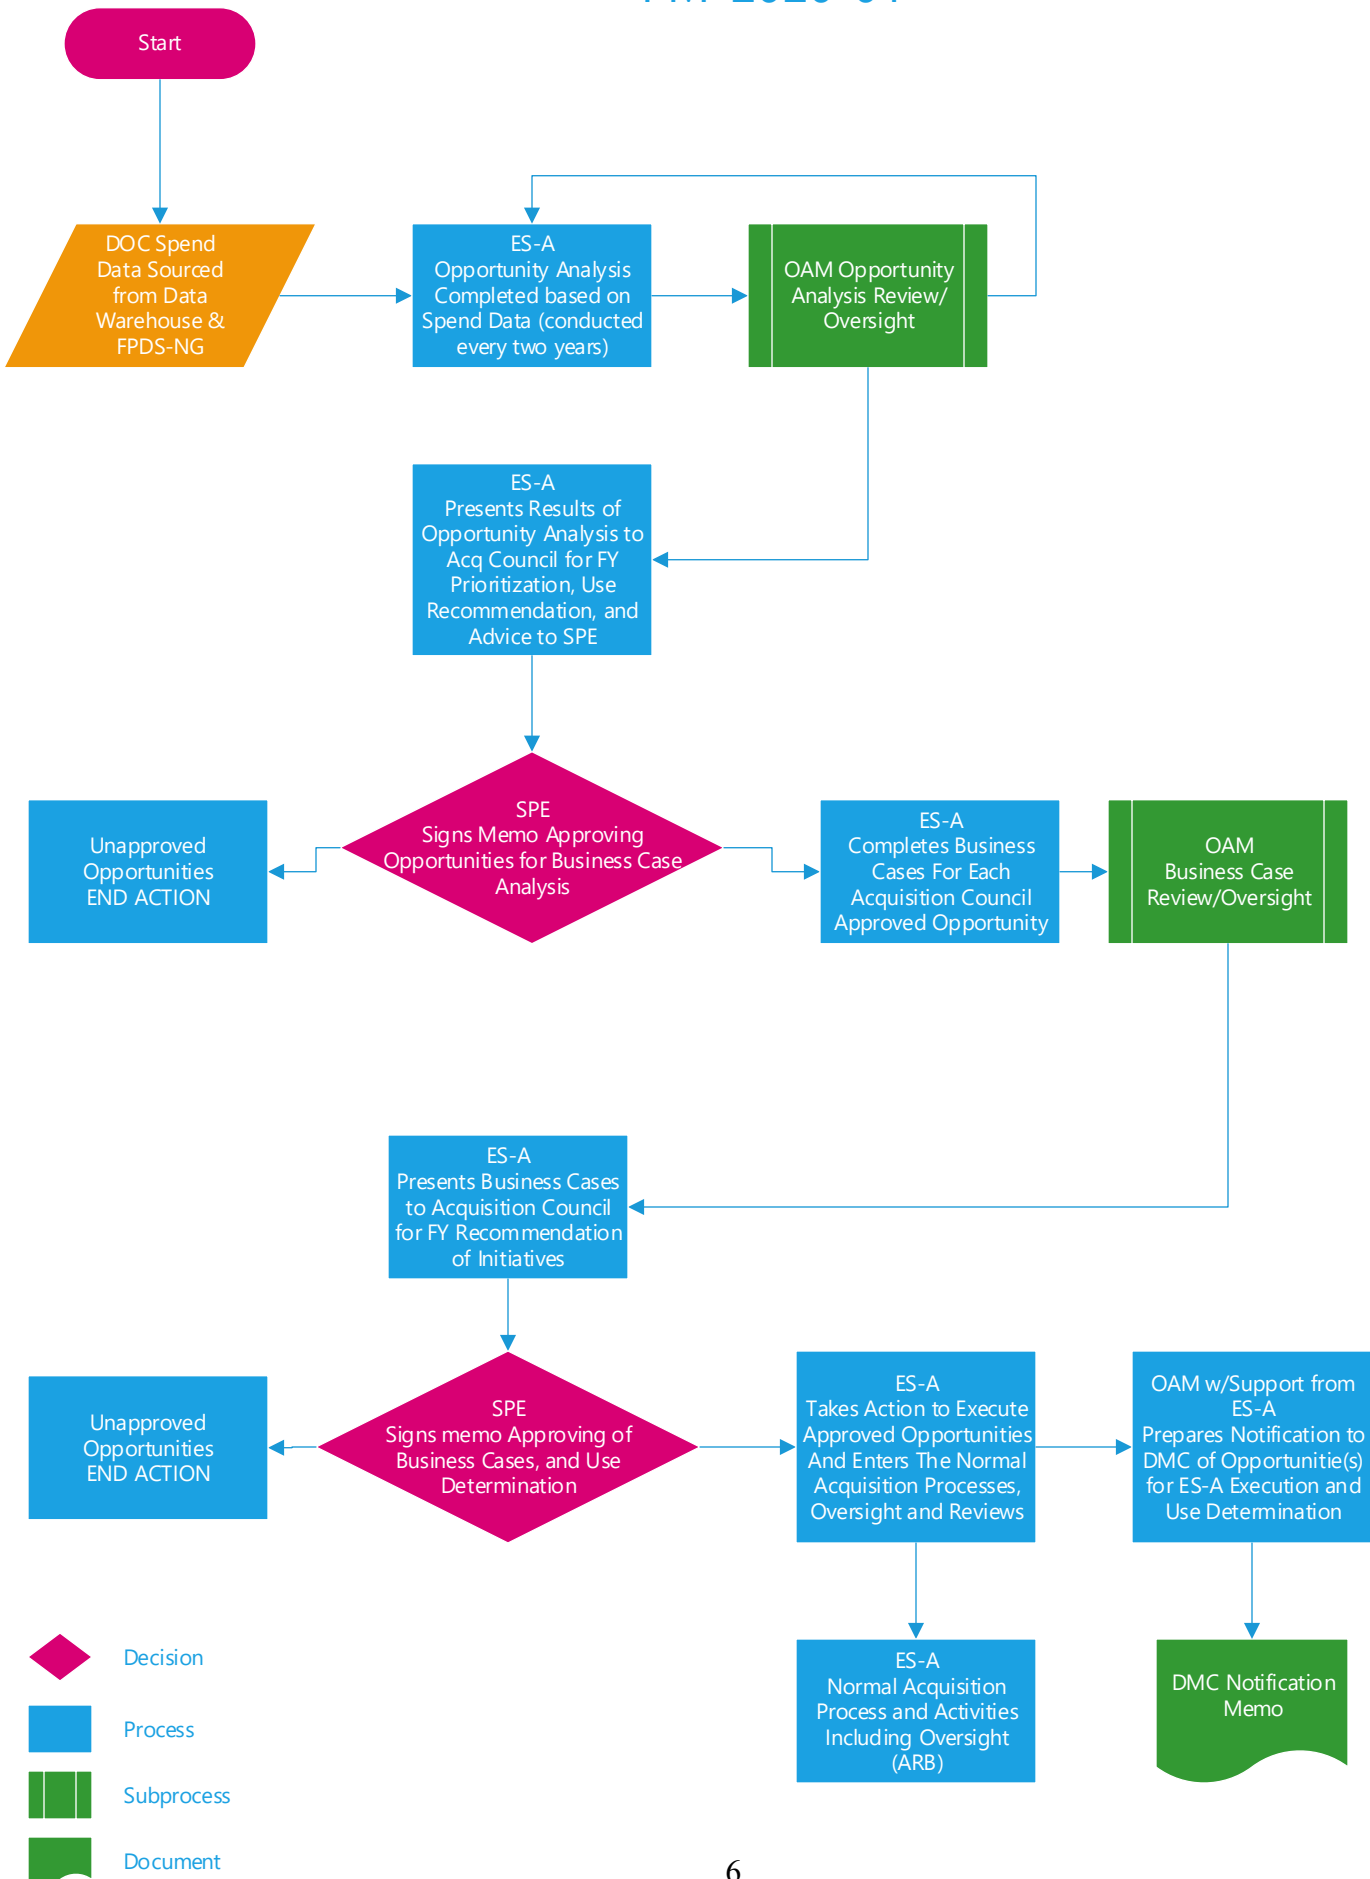 Start
DOC Spend
Data Sourced
from Data
Warehouse &
FPDS-NG
ES-A
Opportunity Analysis
Completed based on
Spend Data (conducted
every two years)
OAM Opportunity
Analysis Review/
Oversight
ES-A
Presents Results of
Opportunity Analysis to
Acq Council for FY
Prioritization, Use
Recommendation, and
Advice to SPE
Unapproved
Opportunities
END ACTION
SPE
Signs Memo Approving
Opportunities for Business Case
Analysis
ES-A
Completes Business
Cases For Each
Acquisition Council
Approved Opportunity
OAM
Business Case
Review/Oversight
ES-A
Presents Business Cases
to Acquisition Council
for FY Recommendation
of Initiatives
Unapproved
Opportunities
END ACTION
SPE
Signs memo Approving of
Business Cases, and Use
Determination
ES-A
Takes Action to Execute
Approved Opportunities
And Enters The Normal
Acquisition Processes,
Oversight and Reviews
OAM w/Support from
ES-A
Prepares Notification to
DMC of Opportunitie(s)
for ES-A Execution and
Use Determination
ES-A
Normal Acquisition
Process and Activities
Including Oversight
(ARB)
DMC Notification
Memo
Decision
Process
Subprocess
Document
6